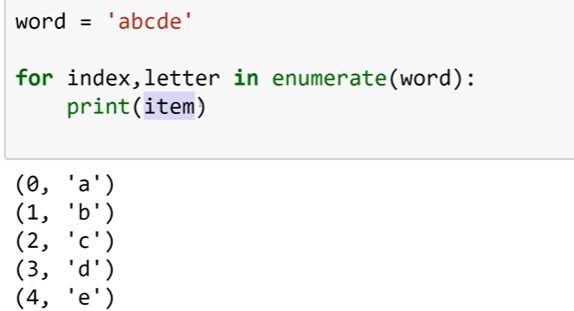 word = 'abcde'
for index,letter in enumerate(word):
    print(item)
(0, 'a')
(1, 'b')
(2, 'c')
(3, 'd')
(4, 'e')